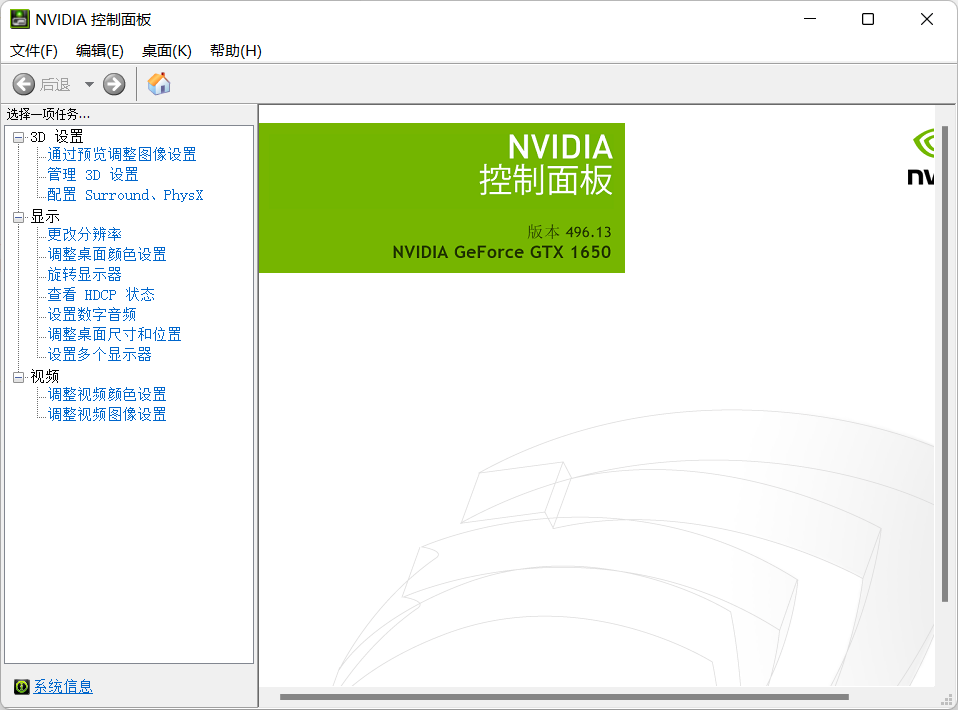 NVIDIA 控制面板
文件(F) 编辑(E) 桌面(K) 帮助(H)
后退
选择一项任务...
3D 设置
通过预览调整图像设置
管理 3D 设置
配置 Surround、PhysX
显示
更改分辨率
调整桌面颜色设置
旋转显示器
查看 HDCP 状态
设置数字音频
调整桌面尺寸和位置
设置多个显示器
视频
调整视频颜色设置
调整视频图像设置
系统信息
NVIDIA
控制面板
版本 496.13
NVIDIA GeForce GTX 1650